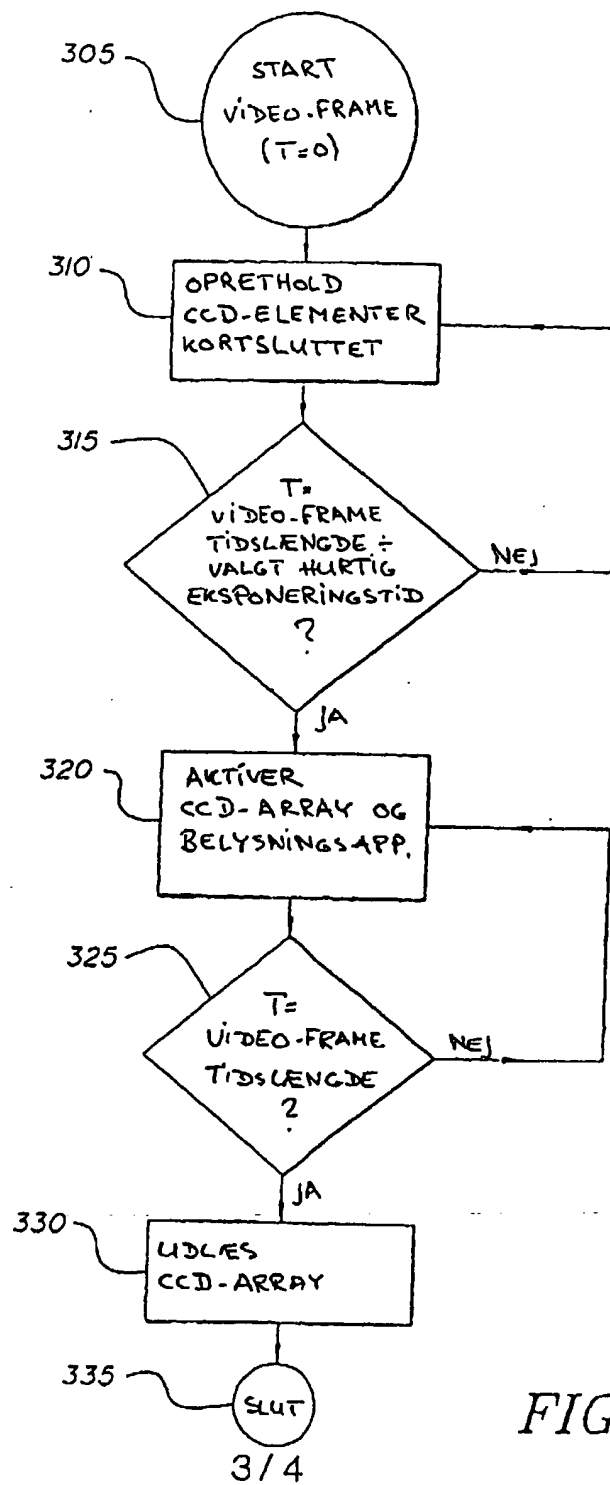 305
START
VIDEO-FRAME
(T=0)
310
OPRETHOLD
CCD-ELEMENTER
KORTSLUTTET
315
T=
VIDEO-FRAME
TIDSLÆNGDE ÷
VALGT HURTIG
EKSPONERINGSTID
?
NEJ
JA
320
AKTIVER
CCD-ARRAY OG
BELYSNINGSAPP.
325
T=
VIDEO-FRAME
TIDSLÆNGDE
?
NEJ
JA
330
UDLÆS
CCD-ARRAY
335
SLUT
FIG
3/4